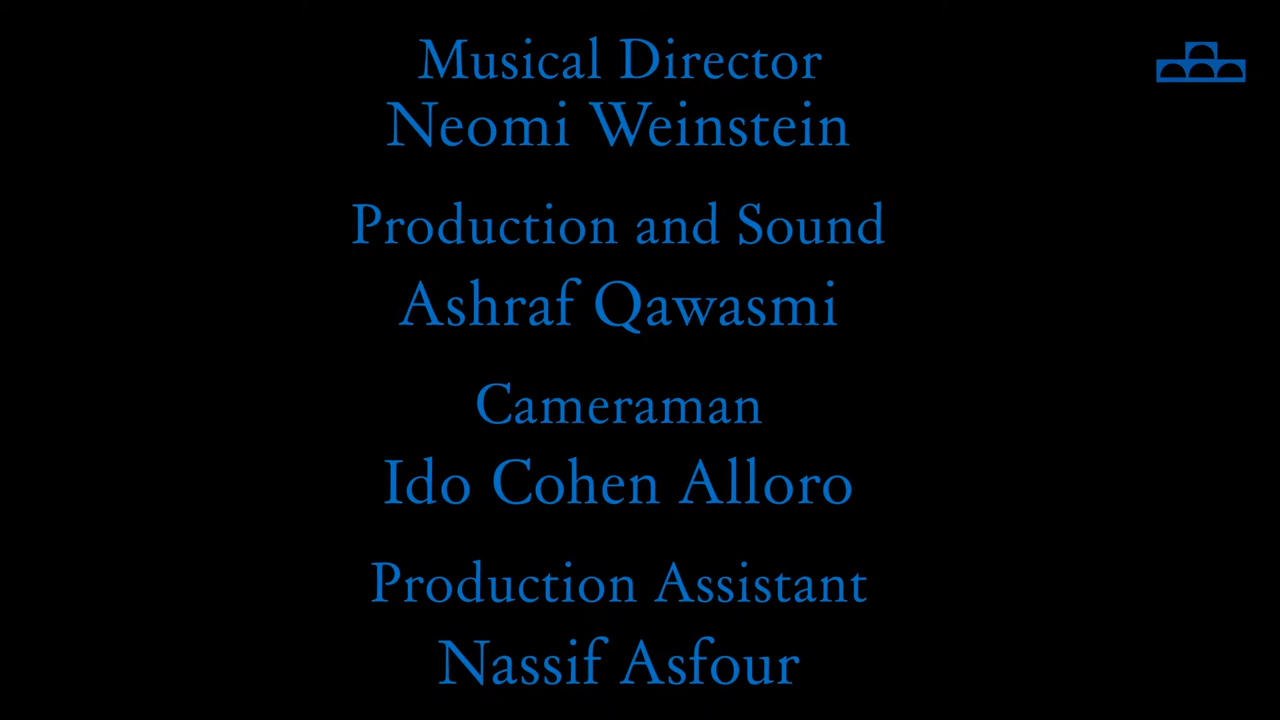 Musical Director
Neomi Weinstein
Production and Sound
Ashraf Qawasmi
Cameraman
Ido Cohen Alloro
Production Assistant
Nassif Asfour